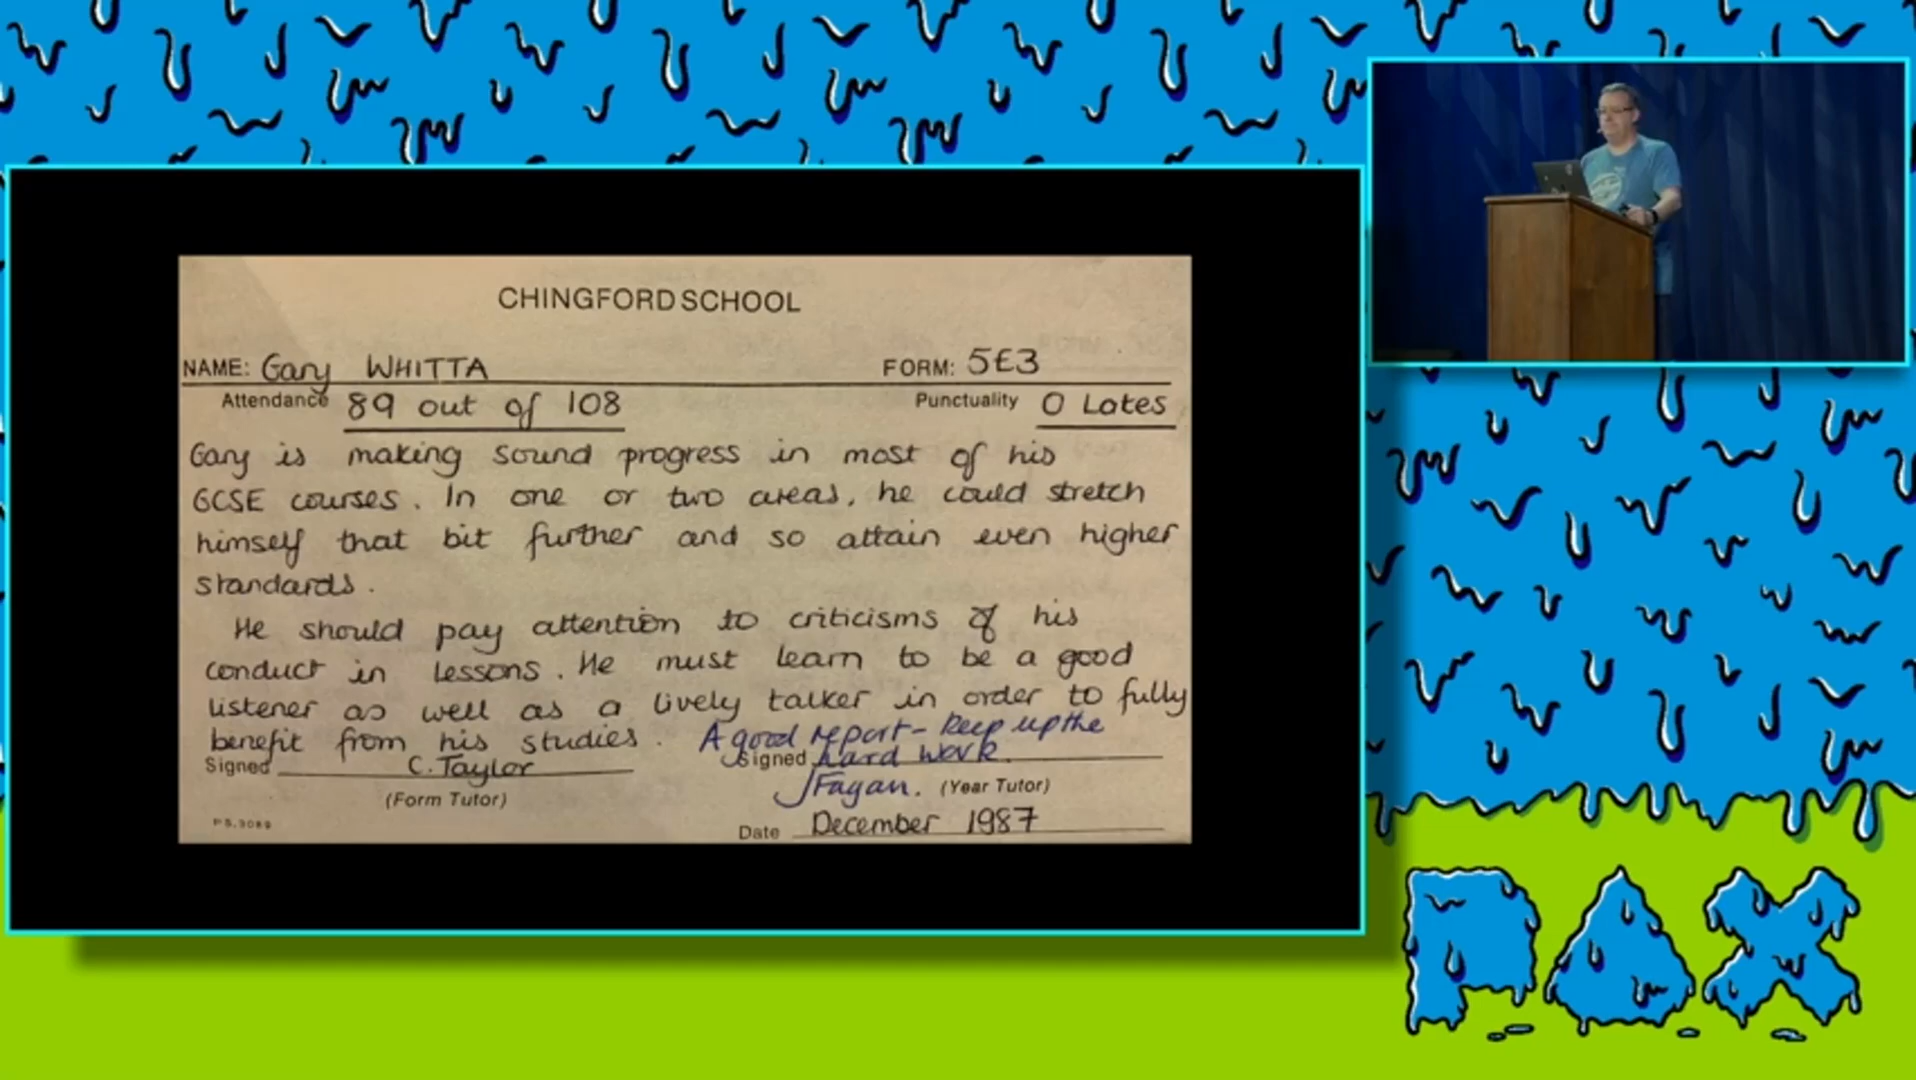 CHINGFORD SCHOOL
NAME: Gary WHITTA FORM: 5E3
Attendance 89 out of 108 Punctuality 0 Lates
Gary is making sound progress in most of his
GCSE courses. In one or two areas, he could stretch
himself that bit further and so attain even higher
standards.
He should pay attention to criticisms of his
conduct in lessons. He must learn to be a good
listener as well as a lively talker in order to fully
benefit from his studies.
A good report - keep up the
hard work.
Signed C. Taylor
(Form Tutor)
Signed JFagan. (Year Tutor)
Date December 1987
P.S.3089
PAX